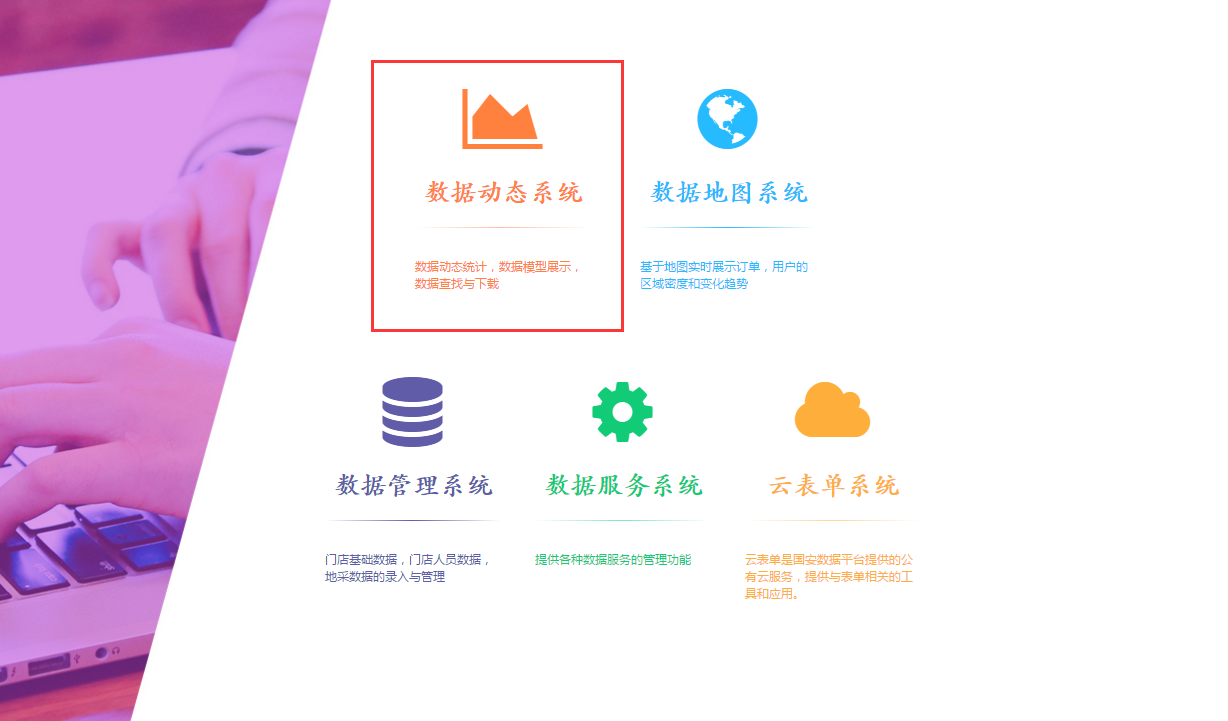 数据动态系统
数据动态统计，数据模型展示，
数据查找与下载
数据地图系统
基于地图实时展示订单，用户的
区域密度和变化趋势
数据管理系统
门店基础数据，门店人员数据，
地采数据的录入与管理
数据服务系统
提供各种数据服务的管理功能
云表单系统
云表单是国安数据平台提供的公
有云服务，提供与表单相关的工
具和应用。